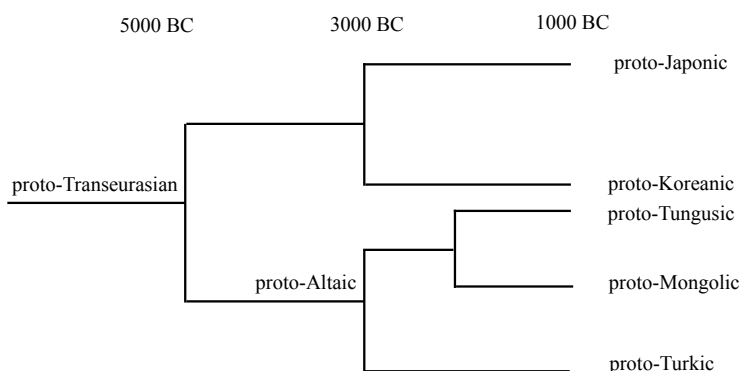 5000 BC 3000 BC 1000 BC
proto-Japonic
proto-Transeurasian
proto-Koreanic
proto-Tungusic
proto-Altaic
proto-Mongolic
proto-Turkic